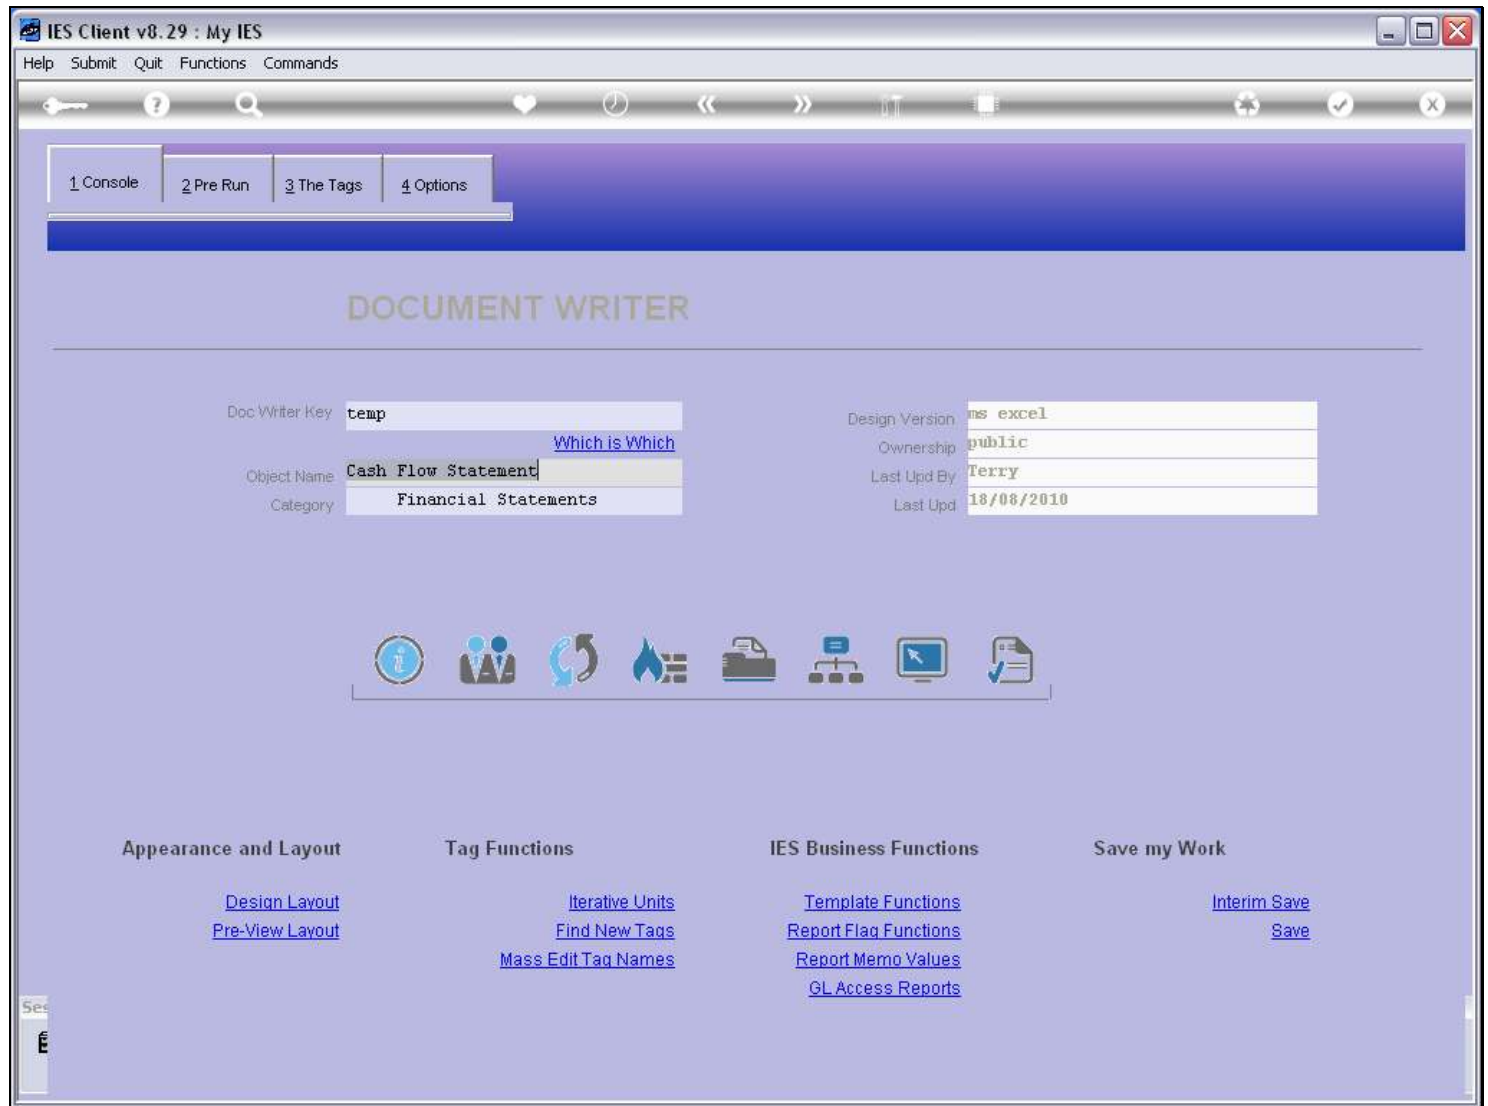 IES Client v8.29 : My IES
Help Submit Quit Functions Commands
1 Console 2 Pre Run 3 The Tags 4 Options
DOCUMENT WRITER
Doc Writer Key temp
Which is Which
Object Name Cash Flow Statement
Category Financial Statements
Design Version ms excel
Ownership public
Last Upd By Terry
Last Upd 18/08/2010
Appearance and Layout
Design Layout
Pre-View Layout
Tag Functions
Iterative Units
Find New Tags
Mass Edit Tag Names
IES Business Functions
Template Functions
Report Flag Functions
Report Memo Values
GL Access Reports
Save my Work
Interim Save
Save